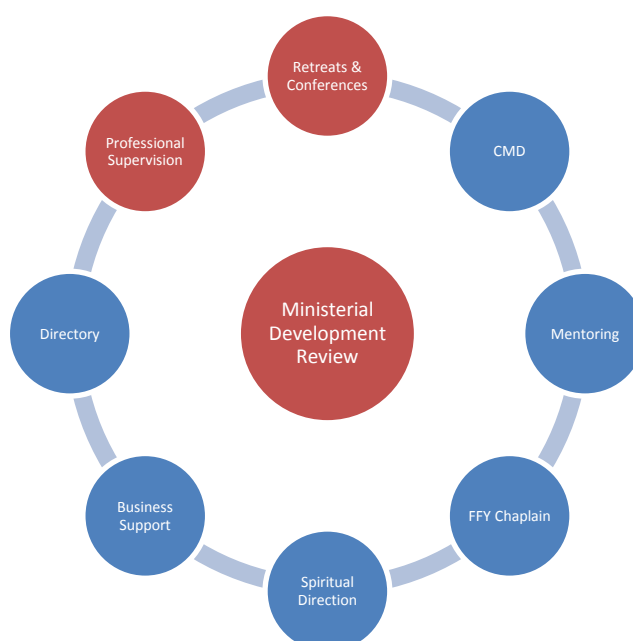 Retreats &
Conferences
Professional
Supervision
CMD
Ministerial
Development
Review
Directory
Mentoring
Business
Support
FFY Chaplain
Spiritual
Direction